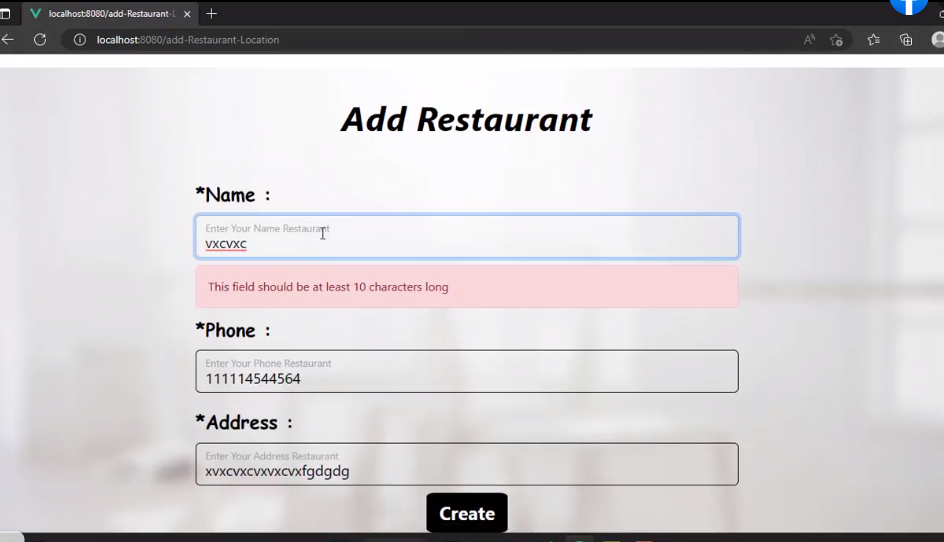 localhost:8080/add-Restaurant-L
localhost:8080/add-Restaurant-Location
Add Restaurant
*Name :
Enter Your Name Restaurant
vxcvxc
This field should be at least 10 characters long
*Phone :
Enter Your Phone Restaurant
111114544564
*Address :
Enter Your Address Restaurant
xvxcvxcvxvxcvxfgdgdg
Create